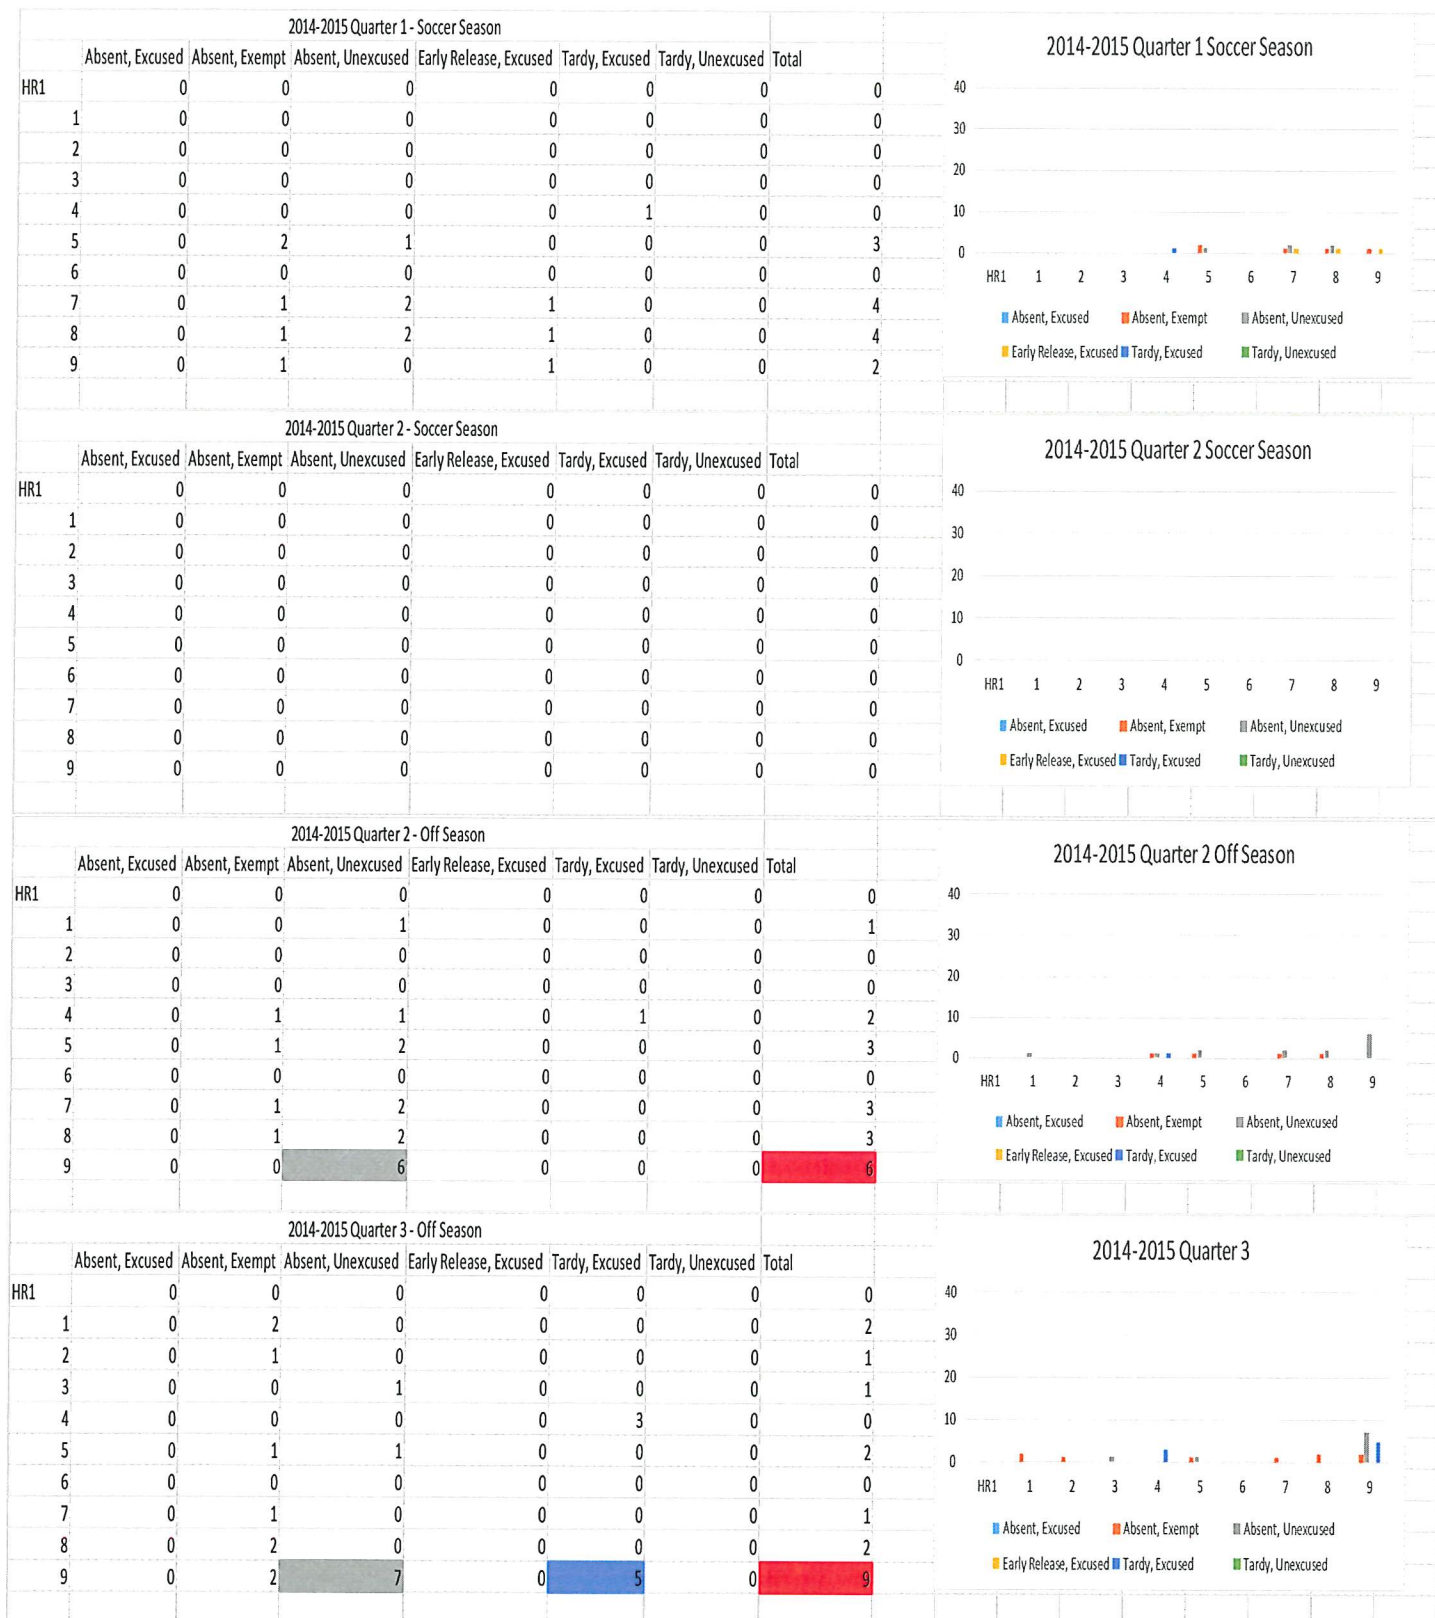 2014-2015 Quarter 1 - Soccer Season
Absent, Excused Absent, Exempt Absent, Unexcused Early Release, Excused Tardy, Excused Tardy, Unexcused Total
HR1 0 0 0 0 0 0 0
1 0 0 0 0 0 0 0
2 0 0 0 0 0 0 0
3 0 0 0 0 0 0 0
4 0 0 0 0 1 0 0
5 0 2 1 0 0 0 3
6 0 0 0 0 0 0 0
7 0 1 2 1 0 0 4
8 0 1 2 1 0 0 4
9 0 1 0 1 0 0 2
2014-2015 Quarter 1 Soccer Season
40
30
20
10
0
HR1 1 2 3 4 5 6 7 8 9
Absent, Excused Absent, Exempt Absent, Unexcused
Early Release, Excused Tardy, Excused Tardy, Unexcused
2014-2015 Quarter 2 - Soccer Season
Absent, Excused Absent, Exempt Absent, Unexcused Early Release, Excused Tardy, Excused Tardy, Unexcused Total
HR1 0 0 0 0 0 0 0
1 0 0 0 0 0 0 0
2 0 0 0 0 0 0 0
3 0 0 0 0 0 0 0
4 0 0 0 0 0 0 0
5 0 0 0 0 0 0 0
6 0 0 0 0 0 0 0
7 0 0 0 0 0 0 0
8 0 0 0 0 0 0 0
9 0 0 0 0 0 0 0
2014-2015 Quarter 2 Soccer Season
40
30
20
10
0
HR1 1 2 3 4 5 6 7 8 9
Absent, Excused Absent, Exempt Absent, Unexcused
Early Release, Excused Tardy, Excused Tardy, Unexcused
2014-2015 Quarter 2 - Off Season
Absent, Excused Absent, Exempt Absent, Unexcused Early Release, Excused Tardy, Excused Tardy, Unexcused Total
HR1 0 0 0 0 0 0 0
1 0 0 1 0 0 0 1
2 0 0 0 0 0 0 0
3 0 0 0 0 0 0 0
4 0 1 1 0 1 0 2
5 0 1 2 0 0 0 3
6 0 0 0 0 0 0 0
7 0 1 2 0 0 0 3
8 0 1 2 0 0 0 3
9 0 0 6 0 0 0 6
2014-2015 Quarter 2 Off Season
40
30
20
10
0
HR1 1 2 3 4 5 6 7 8 9
Absent, Excused Absent, Exempt Absent, Unexcused
Early Release, Excused Tardy, Excused Tardy, Unexcused
2014-2015 Quarter 3 - Off Season
Absent, Excused Absent, Exempt Absent, Unexcused Early Release, Excused Tardy, Excused Tardy, Unexcused Total
HR1 0 0 0 0 0 0 0
1 0 2 0 0 0 0 2
2 0 1 0 0 0 0 1
3 0 0 1 0 0 0 1
4 0 0 0 0 3 0 0
5 0 1 1 0 0 0 2
6 0 0 0 0 0 0 0
7 0 1 0 0 0 0 1
8 0 2 0 0 0 0 2
9 0 2 7 0 5 0 9
2014-2015 Quarter 3
40
30
20
10
0
HR1 1 2 3 4 5 6 7 8 9
Absent, Excused Absent, Exempt Absent, Unexcused
Early Release, Excused Tardy, Excused Tardy, Unexcused